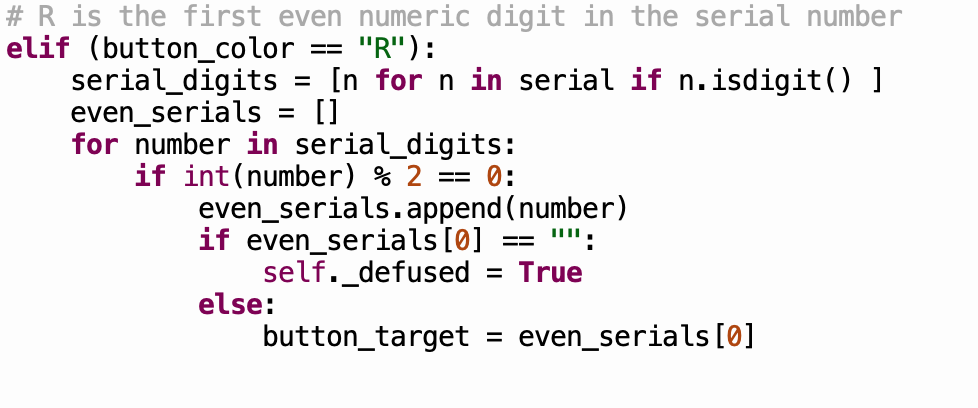 # R is the first even numeric digit in the serial number
elif (button_color == "R"):
    serial_digits = [n for n in serial if n.isdigit() ]
    even_serials = []
    for number in serial_digits:
        if int(number) % 2 == 0:
            even_serials.append(number)
            if even_serials[0] == "":
                self._defused = True
            else:
                button_target = even_serials[0]